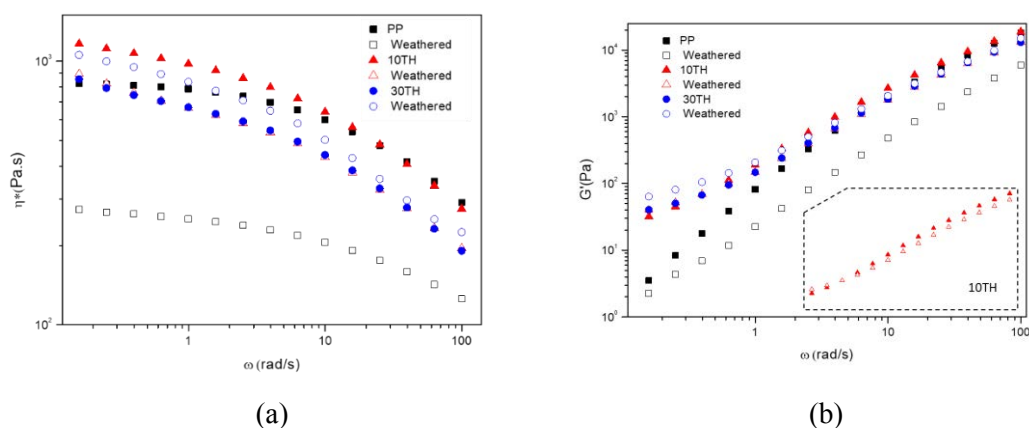 PP
Weathered
10TH
Weathered
30TH
Weathered
10³
10²
η*(Pa.s)
1
10
100
ω (rad/s)
(a)
PP
Weathered
10TH
Weathered
30TH
Weathered
10⁴
10³
10²
10¹
10⁰
G'(Pa)
10TH
1
10
100
ω (rad/s)
(b)